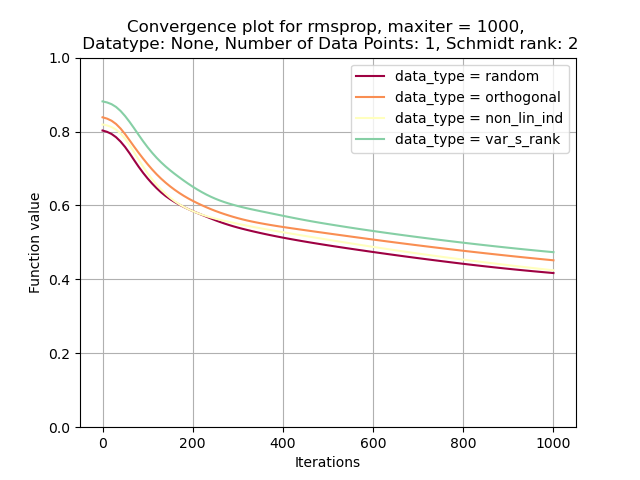 Convergence plot for rmsprop, maxiter = 1000,
Datatype: None, Number of Data Points: 1, Schmidt rank: 2
data_type = random
data_type = orthogonal
data_type = non_lin_ind
data_type = var_s_rank
Function value
1.0
0.8
0.6
0.4
0.2
0.0
0 200 400 600 800 1000
Iterations